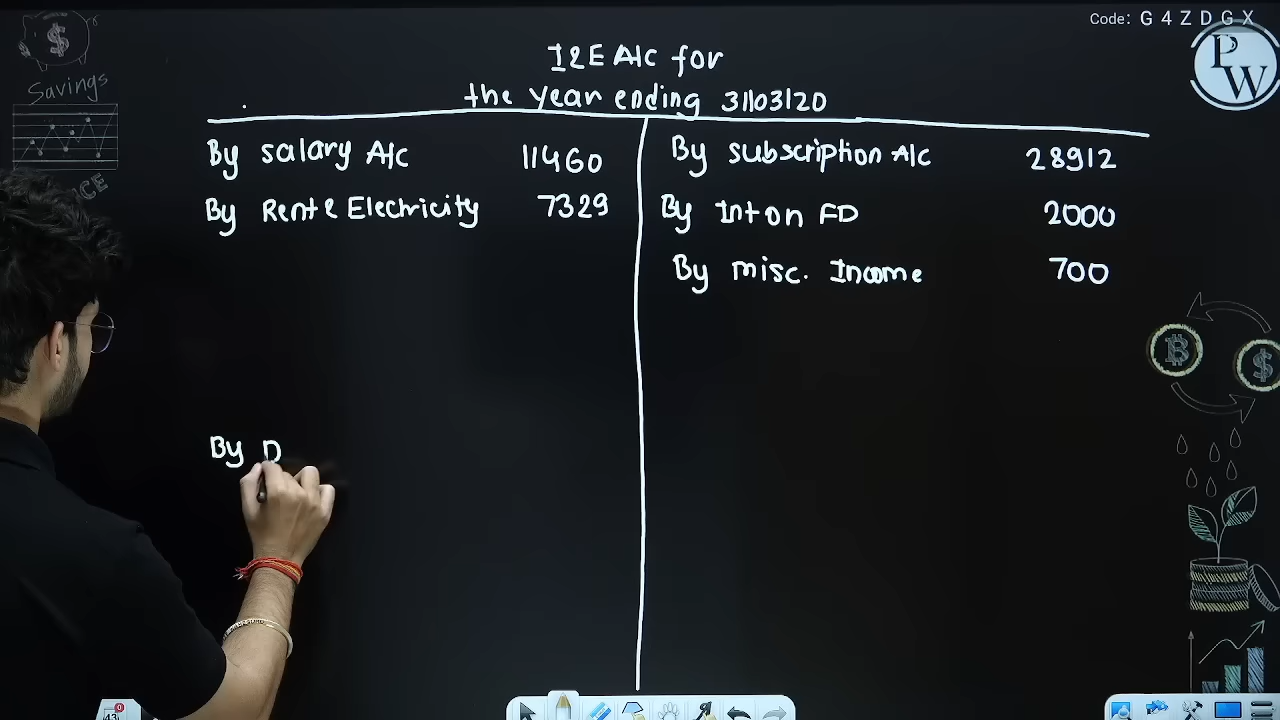 Code: G 4 Z D G X
PW
Savings
I & E A/c for
the year ending 31/03/20
By salary A/c 11460
By Rent & Electricity 7329
By D
By subscription A/c 28912
By Int on FD 2000
By misc. Income 700